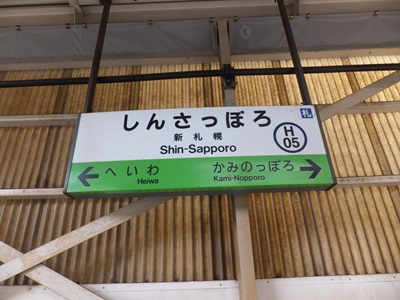 札
しんさっぽろ
新札幌
Shin-Sapporo
H
05
へいわ
Heiwa
かみのっぽろ
Kami-Nopporo